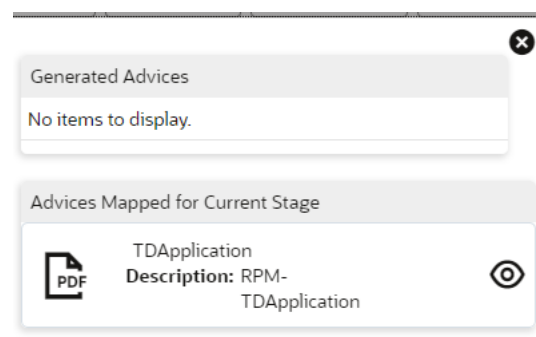 Generated Advices
No items to display.
Advices Mapped for Current Stage
TDApplication
PDF
Description: RPM-
TDApplication